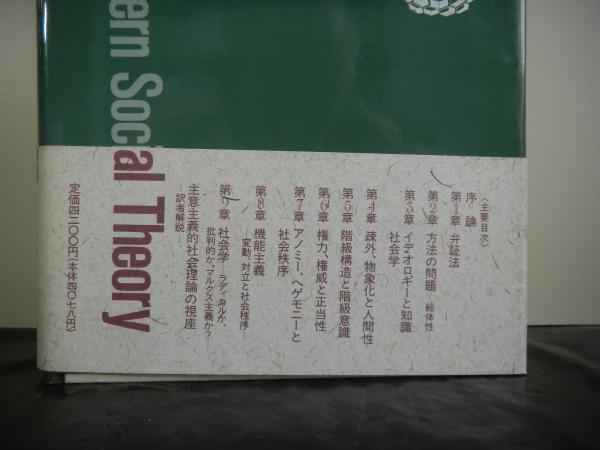 ern Social Theory
〈主要目次〉
序論
第1章 弁証法
第2章 方法の問題 総体性
第3章 イデオロギーと知識
社会学
第4章 疎外、物象化と人間性
第5章 階級構造と階級意識
第6章 権力、権威と正当性
第7章 アノミー、ヘゲモニーと
社会秩序
第8章 機能主義
―変動、対立と社会秩序―
第9章 社会学―ラディカルか、
批判的か、マルクス主義か?
主意主義的社会理論の視座
―訳者解説―
定価四二〇〇円(本体四〇七八円)